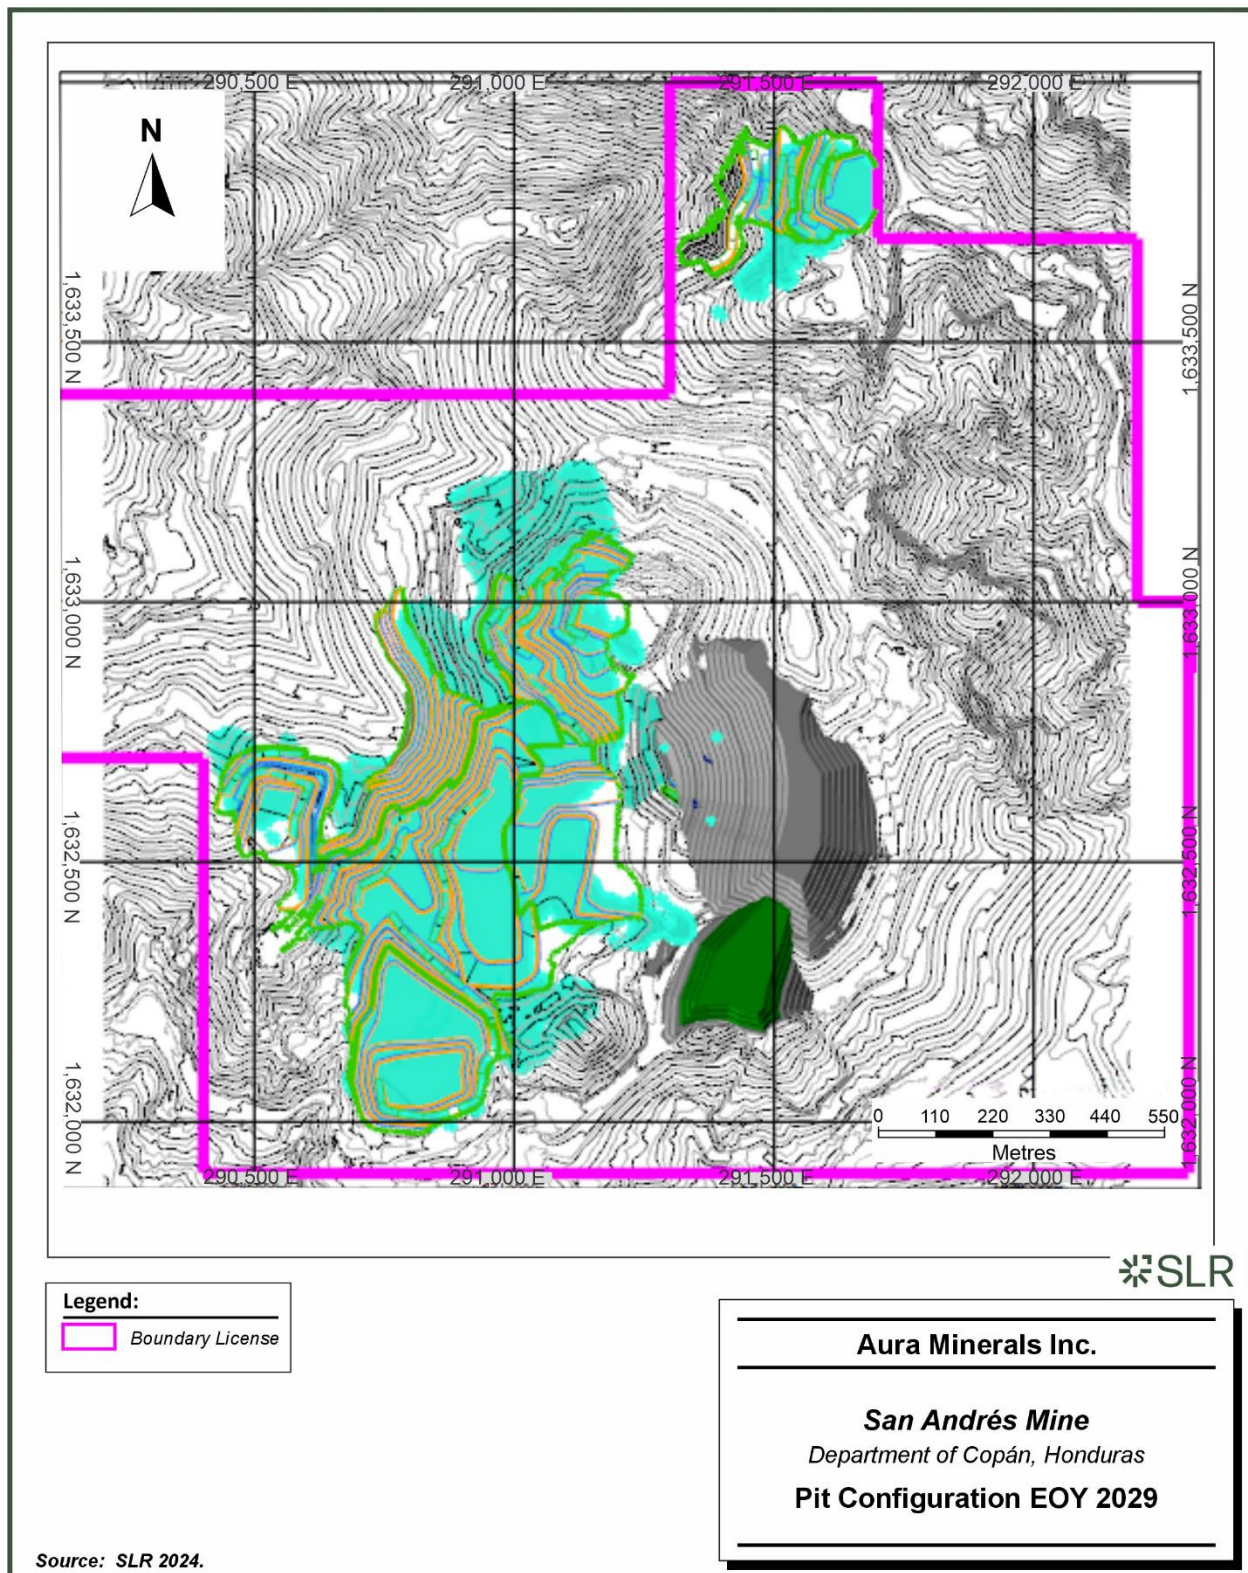 290,500 E
291,000 E
291,500 E
292,000 E
N
1,633,500 N
1,633,500 N
1,633,000 N
1,633,000 N
1,632,500 N
1,632,500 N
1,632,000 N
1,632,000 N
0 110 220 330 440 550
Metres
290,500 E
291,000 E
291,500 E
292,000 E
SLR
Legend:
Boundary License
Aura Minerals Inc.
San Andrés Mine
Department of Copán, Honduras
Pit Configuration EOY 2029
Source: SLR 2024.